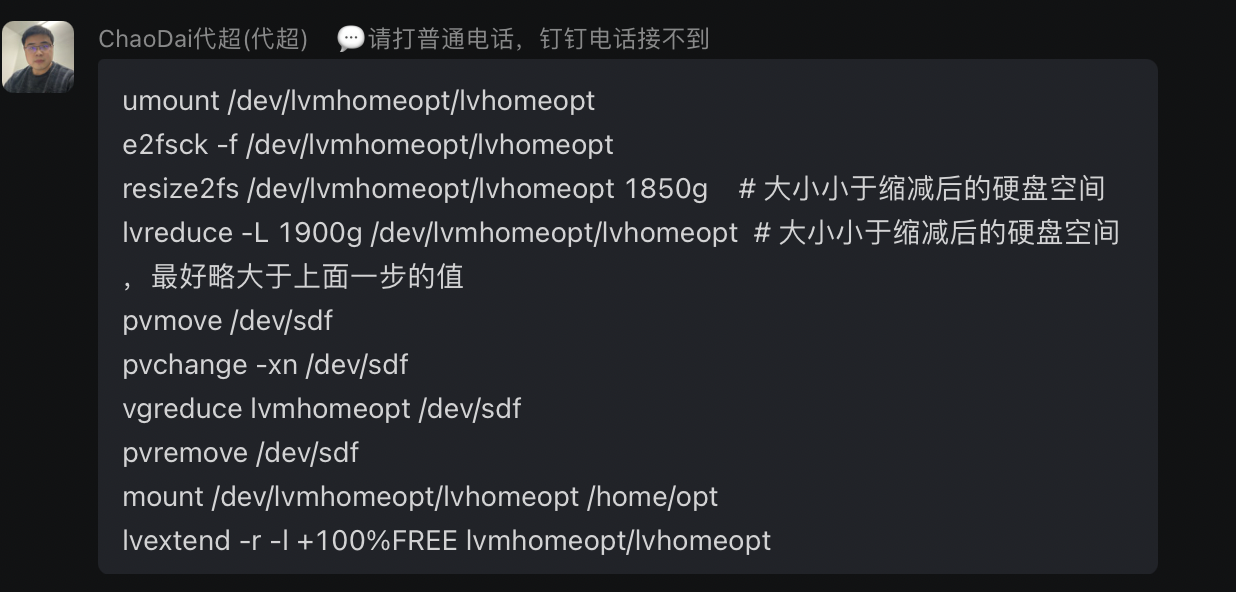 ChaoDai代超(代超) 💬请打普通电话，钉钉电话接不到
umount /dev/lvmhomeopt/lvhomeopt
e2fsck -f /dev/lvmhomeopt/lvhomeopt
resize2fs /dev/lvmhomeopt/lvhomeopt 1850g    # 大小小于缩减后的硬盘空间
lvreduce -L 1900g /dev/lvmhomeopt/lvhomeopt  # 大小小于缩减后的硬盘空间
，最好略大于上面一步的值
pvmove /dev/sdf
pvchange -xn /dev/sdf
vgreduce lvmhomeopt /dev/sdf
pvremove /dev/sdf
mount /dev/lvmhomeopt/lvhomeopt /home/opt
lvextend -r -l +100%FREE lvmhomeopt/lvhomeopt